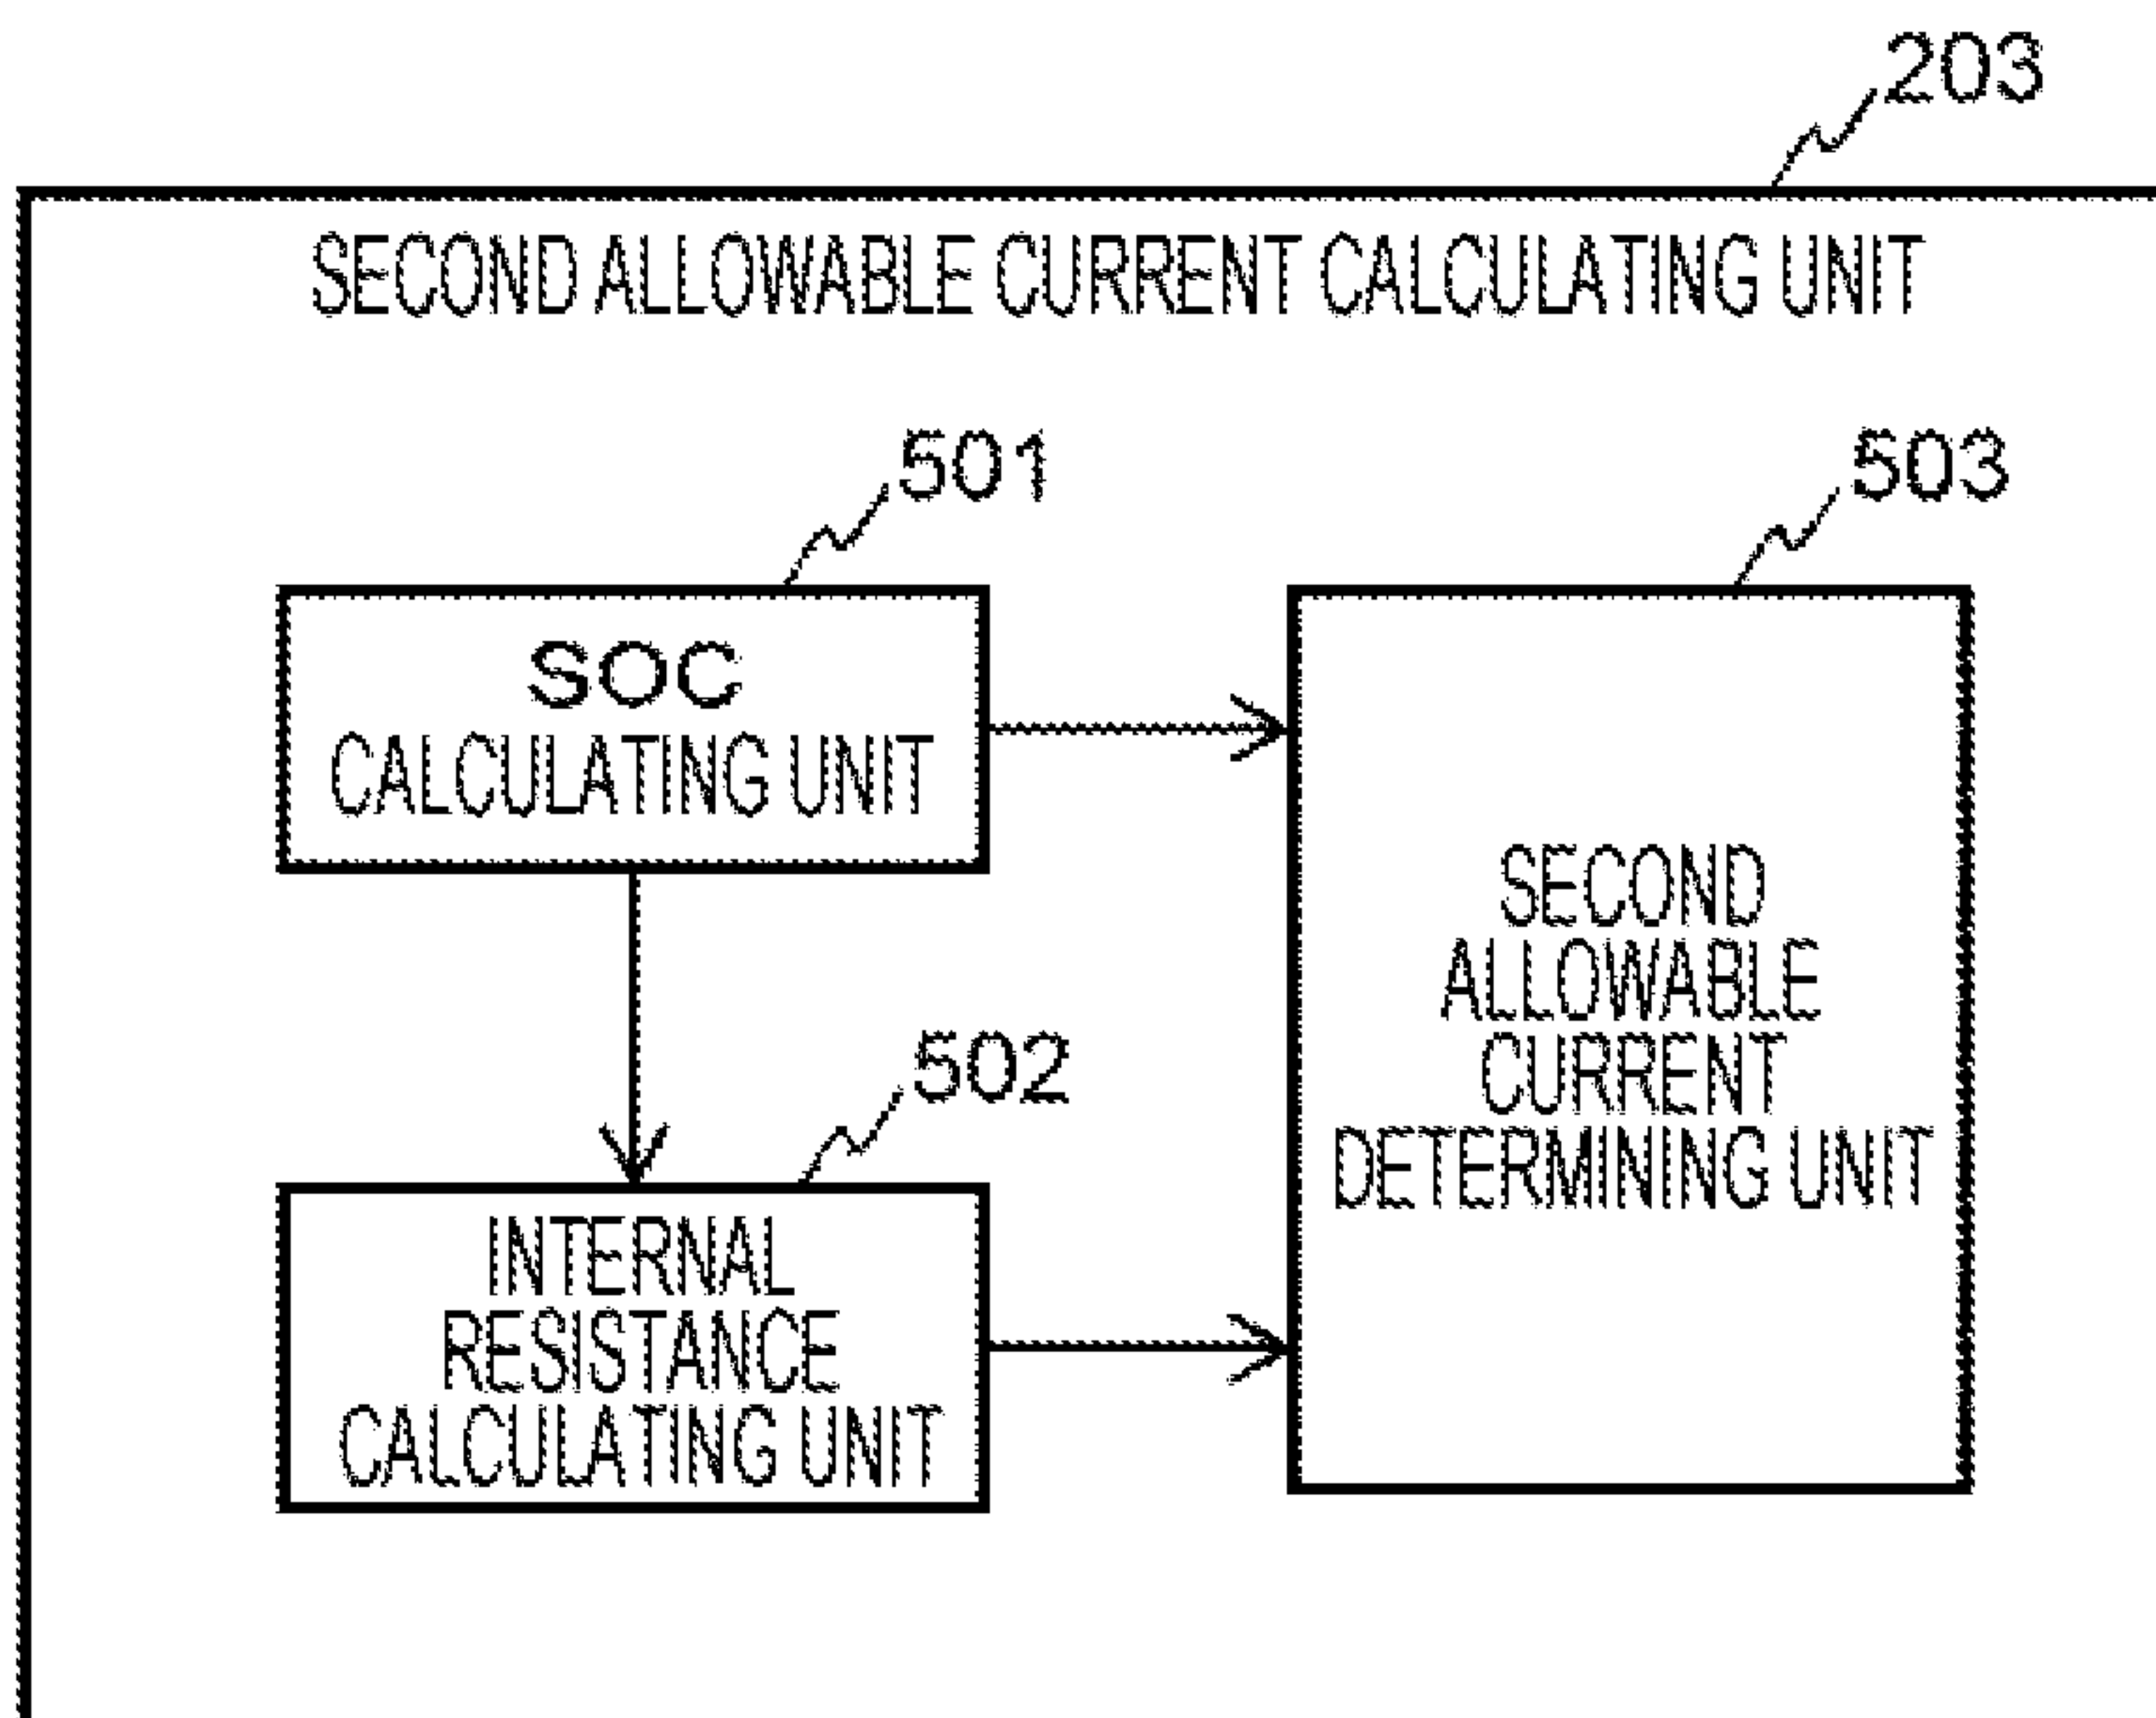 203
SECOND ALLOWABLE CURRENT CALCULATING UNIT
501
SOC
CALCULATING UNIT
502
INTERNAL
RESISTANCE
CALCULATING UNIT
503
SECOND
ALLOWABLE
CURRENT
DETERMINING UNIT